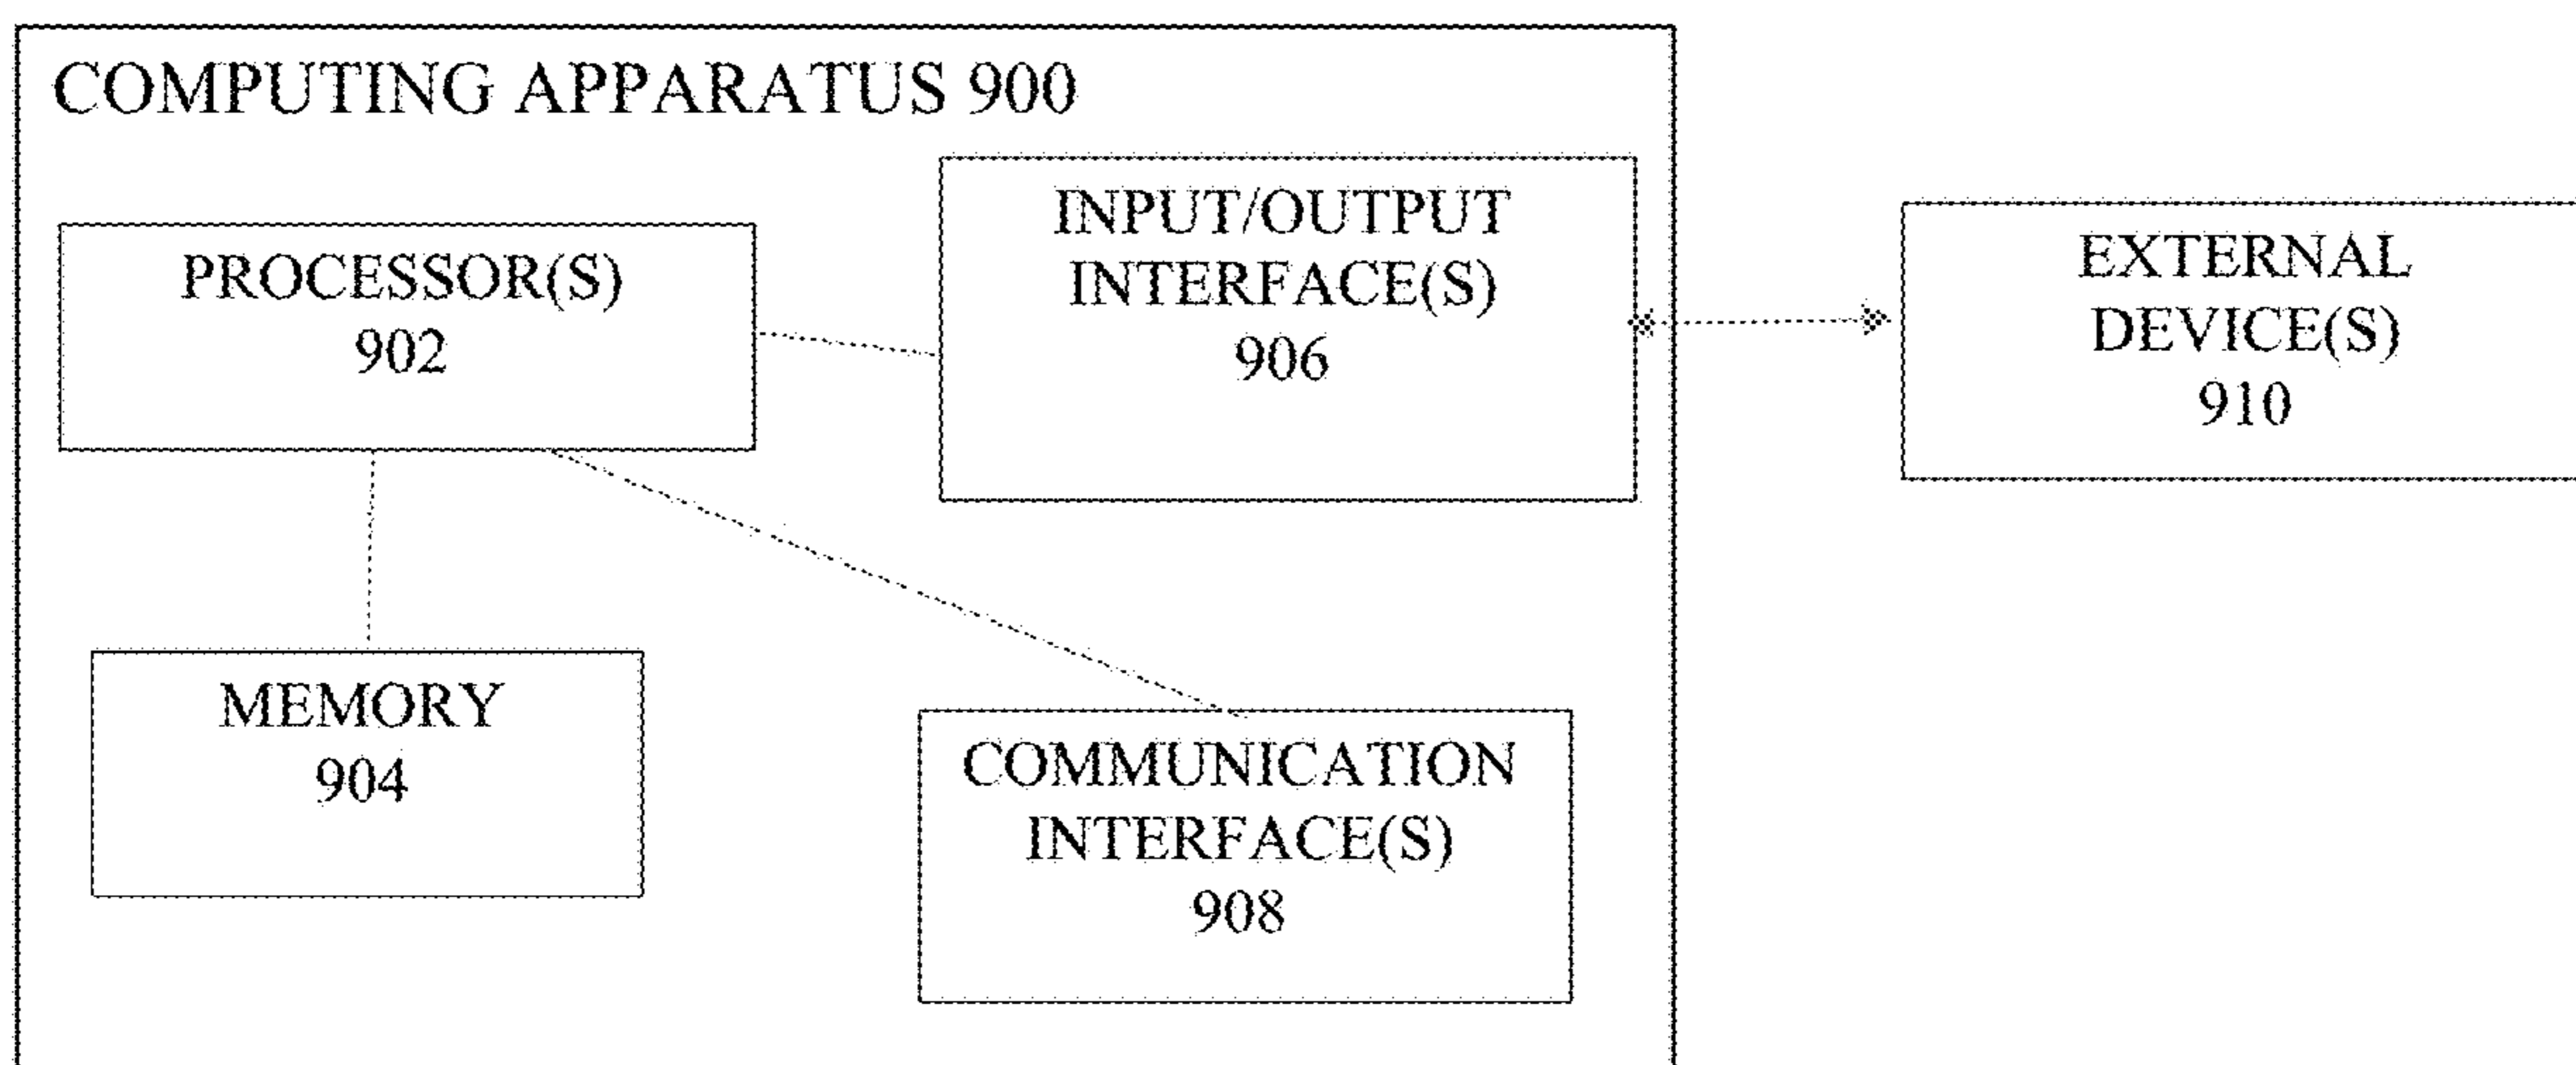 COMPUTING APPARATUS 900
PROCESSOR(S)
902
INPUT/OUTPUT
INTERFACE(S)
906
EXTERNAL
DEVICE(S)
910
MEMORY
904
COMMUNICATION
INTERFACE(S)
908